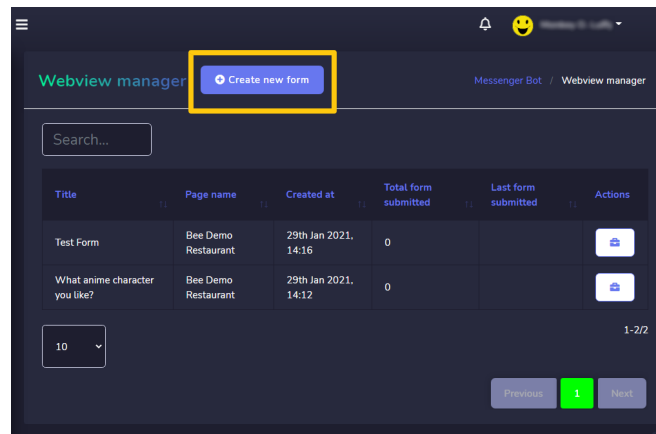 Webview manager
Create new form
Messenger Bot / Webview manager
Search...
Title
Page name
Created at
Total form
submitted
Last form
submitted
Actions
Test Form
Bee Demo
Restaurant
29th Jan 2021,
14:16
0
What anime character
you like?
Bee Demo
Restaurant
29th Jan 2021,
14:12
0
10
1-2/2
Previous
1
Next